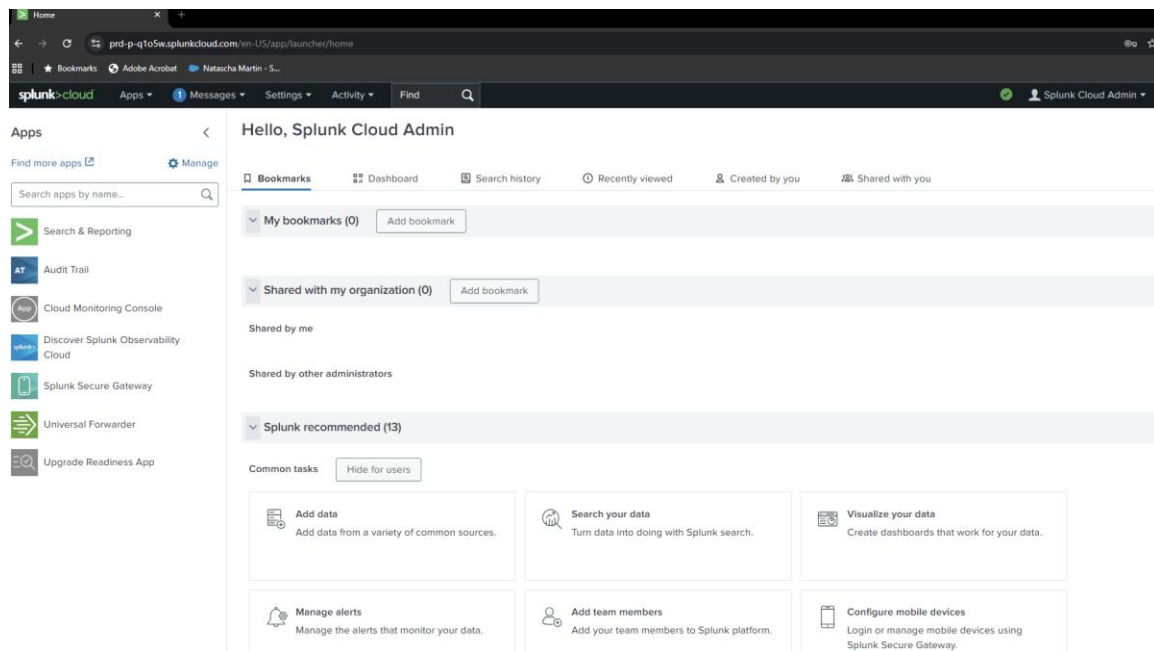 Home
prd-p-q1o5w.splunkcloud.com/en-US/app/launcher/home
Bookmarks Adobe Acrobat Natascha Martin - S...
splunk>cloud Apps 1 Messages Settings Activity Find Splunk Cloud Admin
Apps
Find more apps Manage
Search apps by name...
Search & Reporting
AT Audit Trail
App Cloud Monitoring Console
splunk> Discover Splunk Observability
Cloud
Splunk Secure Gateway
Universal Forwarder
Upgrade Readiness App
Hello, Splunk Cloud Admin
Bookmarks Dashboard Search history Recently viewed Created by you Shared with you
My bookmarks (0) Add bookmark
Shared with my organization (0) Add bookmark
Shared by me
Shared by other administrators
Splunk recommended (13)
Common tasks Hide for users
Add data
Add data from a variety of common sources.
Search your data
Turn data into doing with Splunk search.
Visualize your data
Create dashboards that work for your data.
Manage alerts
Manage the alerts that monitor your data.
Add team members
Add your team members to Splunk platform.
Configure mobile devices
Login or manage mobile devices using
Splunk Secure Gateway.